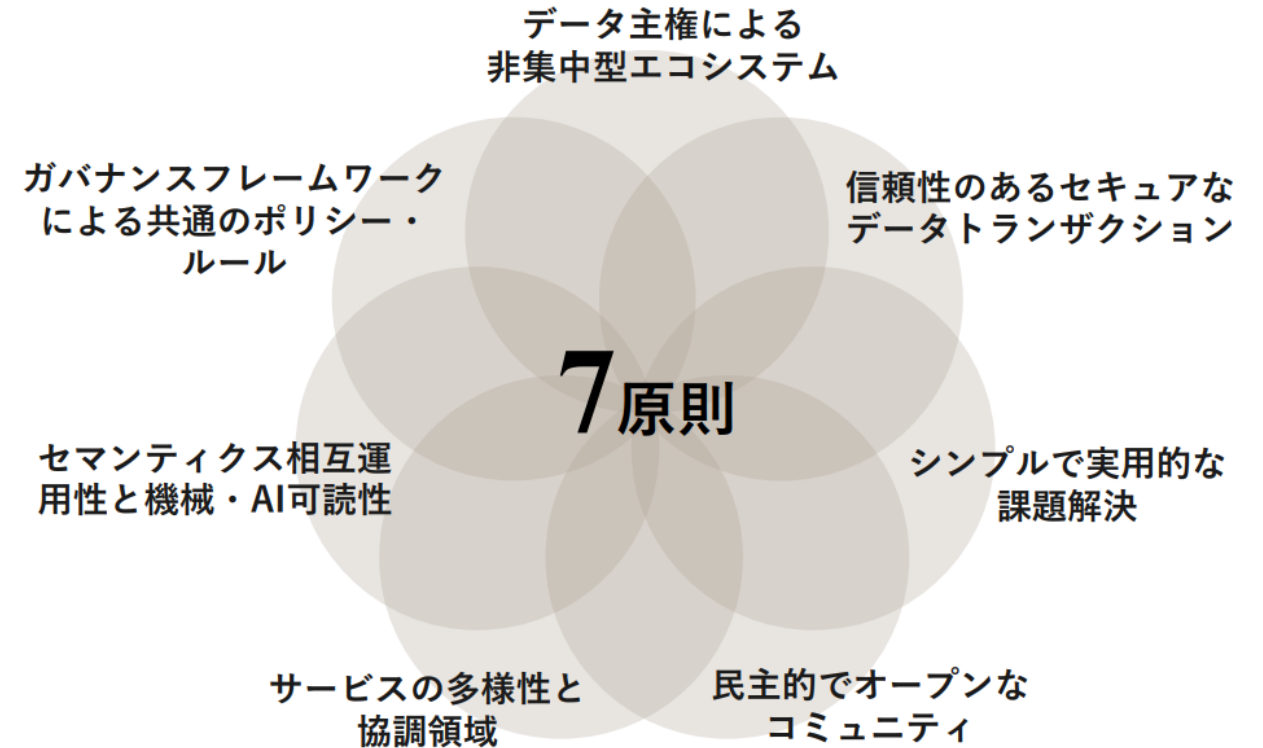 データ主権による
非集中型エコシステム
信頼性のあるセキュアな
データトランザクション
シンプルで実用的な
課題解決
民主的でオープンな
コミュニティ
サービスの多様性と
協調領域
セマンティクス相互運
用性と機械・AI可読性
ガバナンスフレームワーク
による共通のポリシー・
ルール
7原則